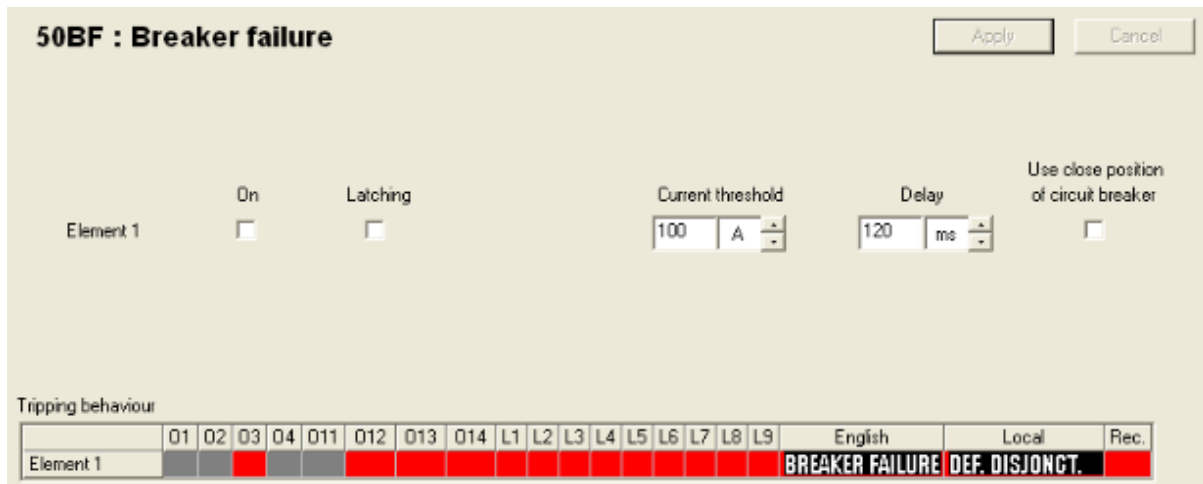 50BF : Breaker failure
Apply
Cancel
Use close position
On Latching Current threshold Delay of circuit breaker
Element 1 100 A 120 ms
Tripping behaviour
O1 O2 O3 O4 O11 O12 O13 O14 L1 L2 L3 L4 L5 L6 L7 L8 L9 English Local Rec.
Element 1 BREAKER FAILURE DEF. DISJONCT.